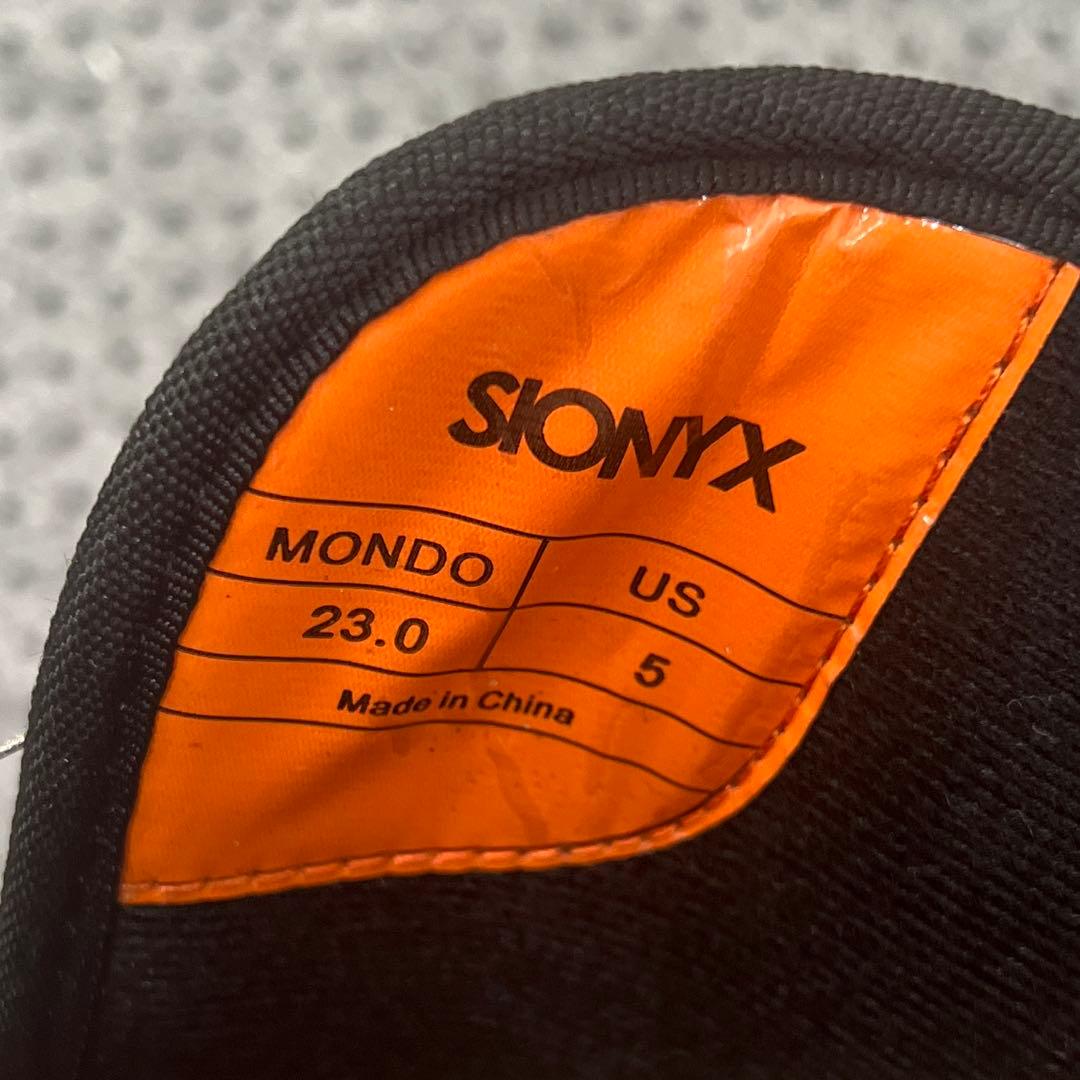 SIONYX
MONDO US
23.0 5
Made in China